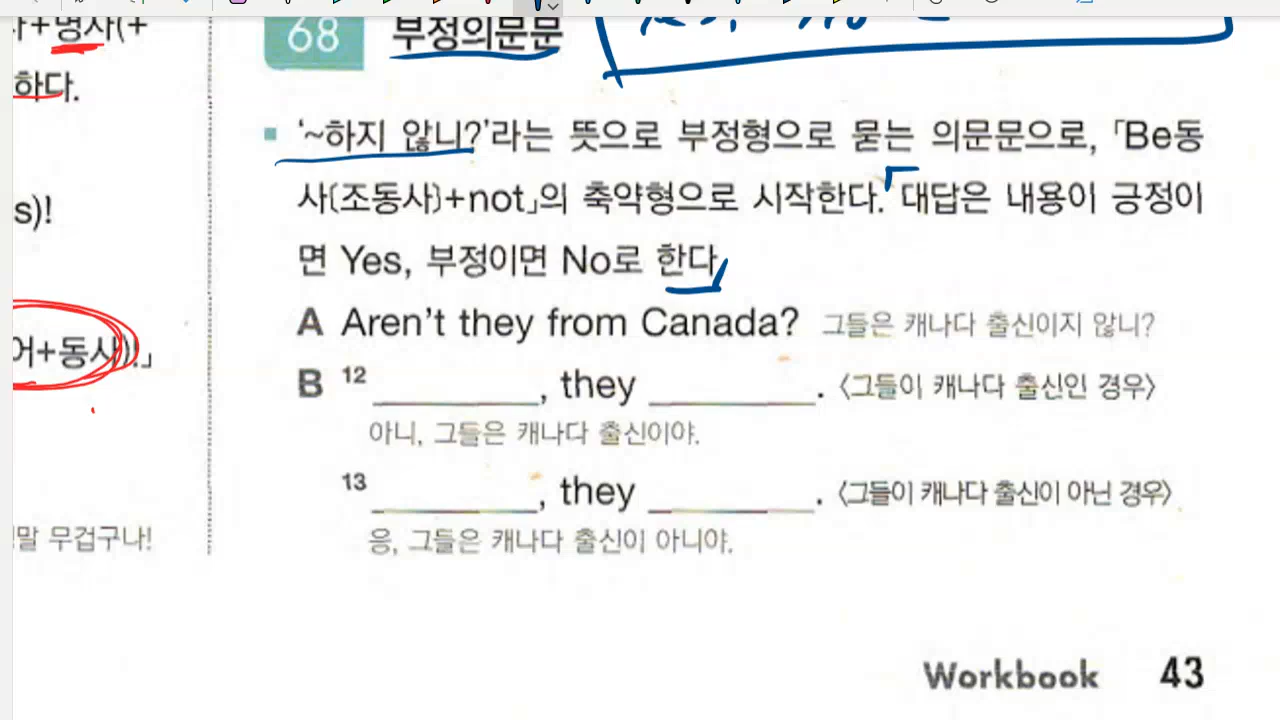 명사(+
하다.
s)!
어+동사)!」
말 무겁구나!
68 부정의문문
'~하지 않니?'라는 뜻으로 부정형으로 묻는 의문문으로, 「Be동
사(조동사)+not」의 축약형으로 시작한다. 대답은 내용이 긍정이
면 Yes, 부정이면 No로 한다.
A Aren't they from Canada? 그들은 캐나다 출신이지 않니?
B 12 ________, they ________. 〈그들이 캐나다 출신인 경우〉
아니, 그들은 캐나다 출신이야.
13 ________, they ________. 〈그들이 캐나다 출신이 아닌 경우〉
응, 그들은 캐나다 출신이 아니야.
Workbook 43